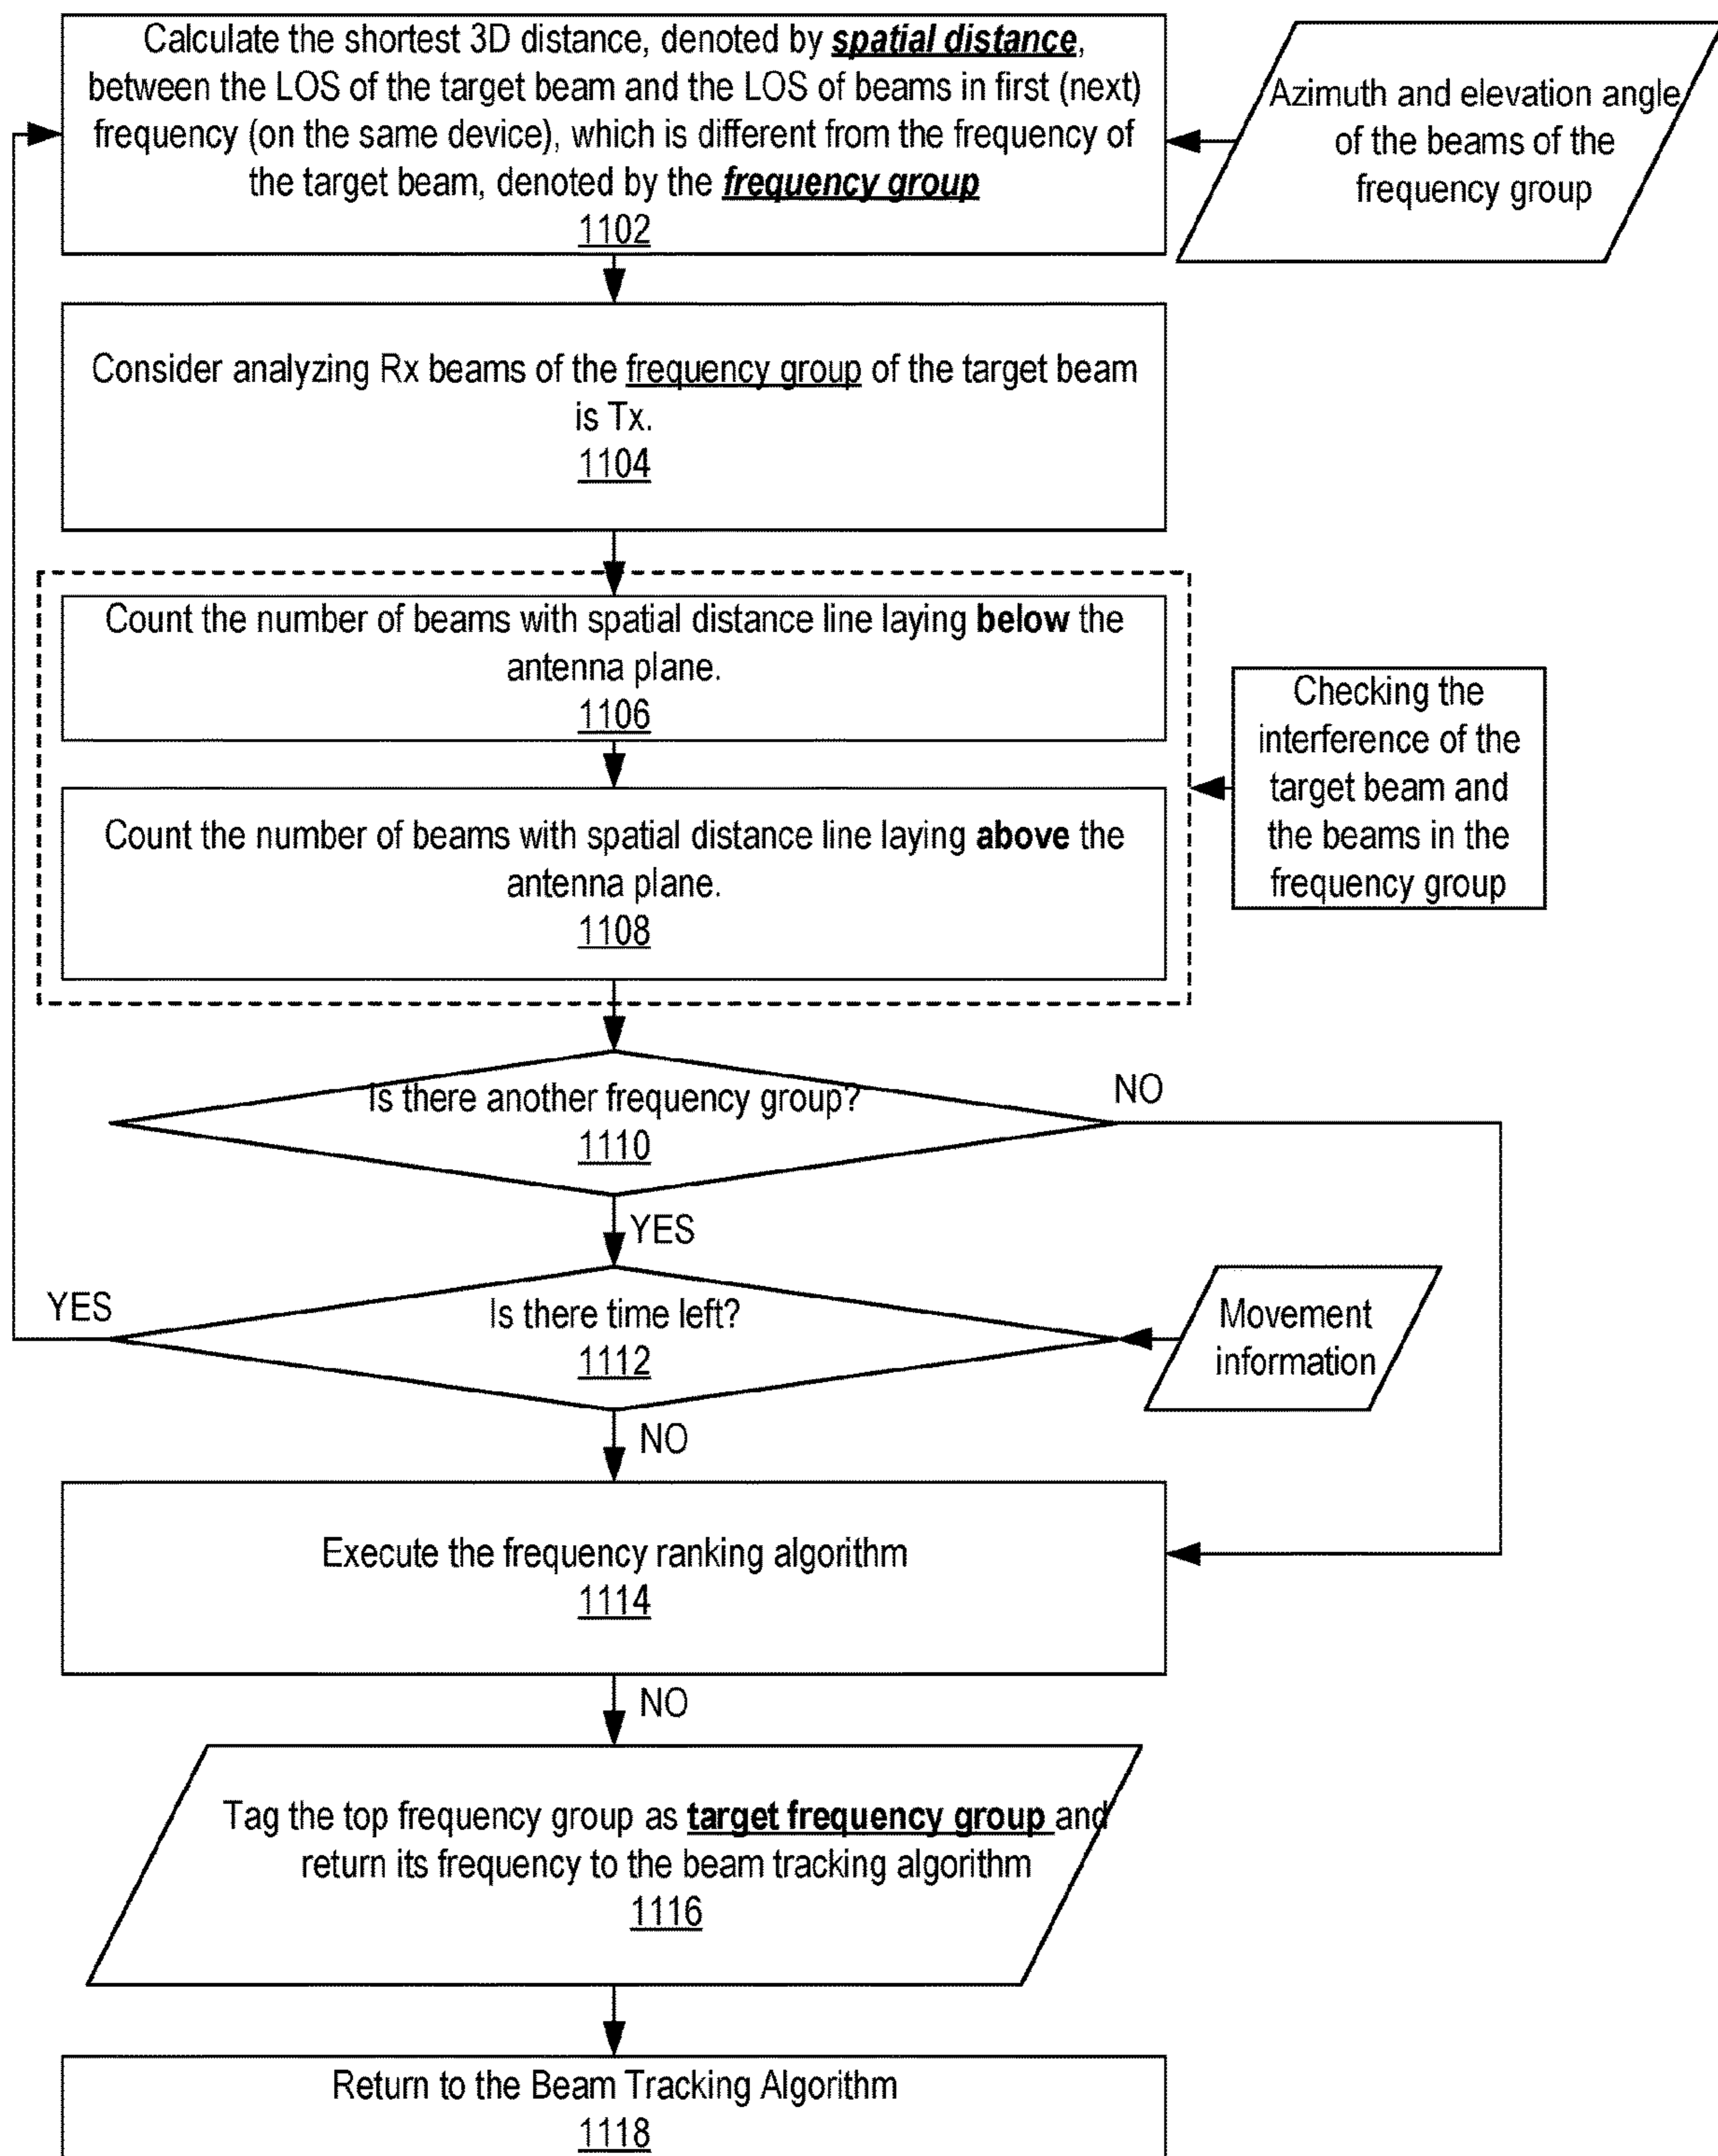 Calculate the shortest 3D distance, denoted by spatial distance,
between the LOS of the target beam and the LOS of beams in first (next)
frequency (on the same device), which is different from the frequency of
the target beam, denoted by the frequency group
1102
Azimuth and elevation angle
of the beams of the
frequency group
Consider analyzing Rx beams of the frequency group of the target beam
is Tx.
1104
Count the number of beams with spatial distance line laying below the
antenna plane.
1106
Count the number of beams with spatial distance line laying above the
antenna plane.
1108
Checking the
interference of the
target beam and
the beams in the
frequency group
Is there another frequency group?
1110
NO
YES
Is there time left?
1112
YES
Movement
information
NO
Execute the frequency ranking algorithm
1114
NO
Tag the top frequency group as target frequency group and
return its frequency to the beam tracking algorithm
1116
Return to the Beam Tracking Algorithm
1118